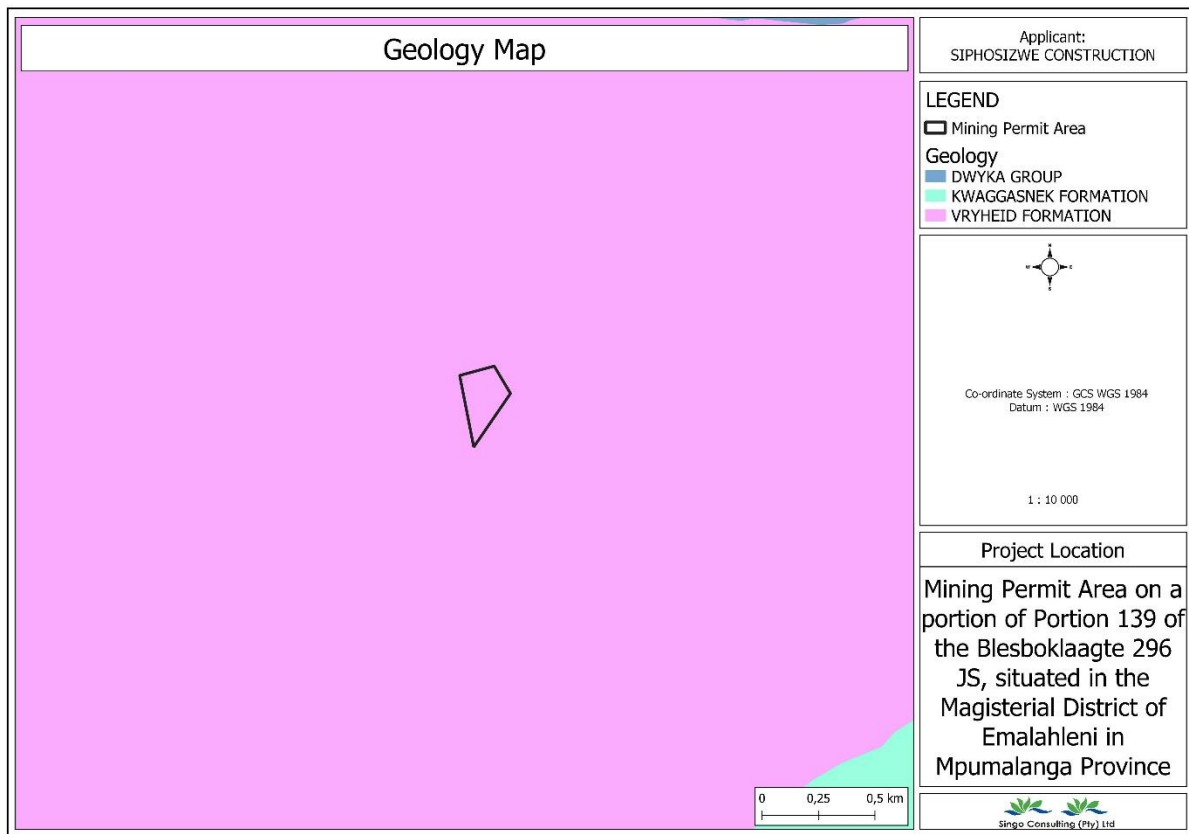 Geology Map
Applicant:
SIPHOSIZWE CONSTRUCTION
LEGEND
Mining Permit Area
Geology
DWYKA GROUP
KWAGGASNEK FORMATION
VRYHEID FORMATION
N
W E
S
Co-ordinate System : GCS WGS 1984
Datum : WGS 1984
1 : 10 000
Project Location
Mining Permit Area on a
portion of Portion 139 of
the Blesboklaagte 296
JS, situated in the
Magisterial District of
Emalahleni in
Mpumalanga Province
0 0,25 0,5 km
Singo Consulting (Pty) Ltd